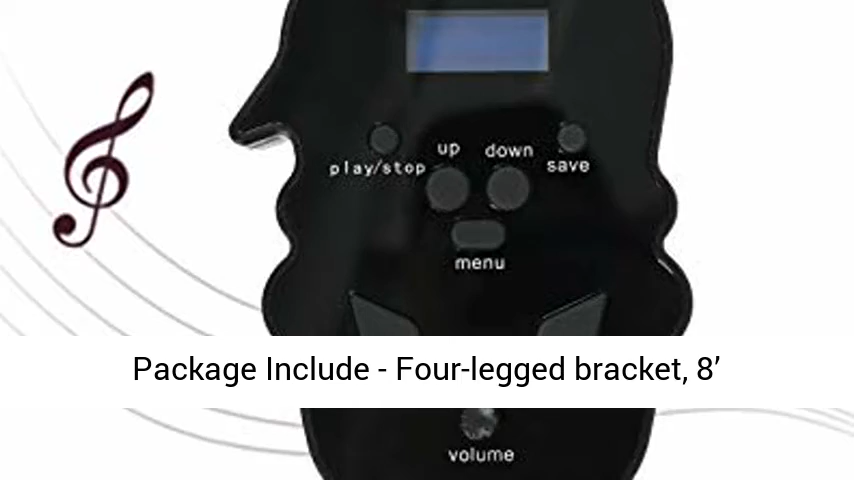 up
down
play/stop
save
menu
Package Include - Four-legged bracket, 8’
volume